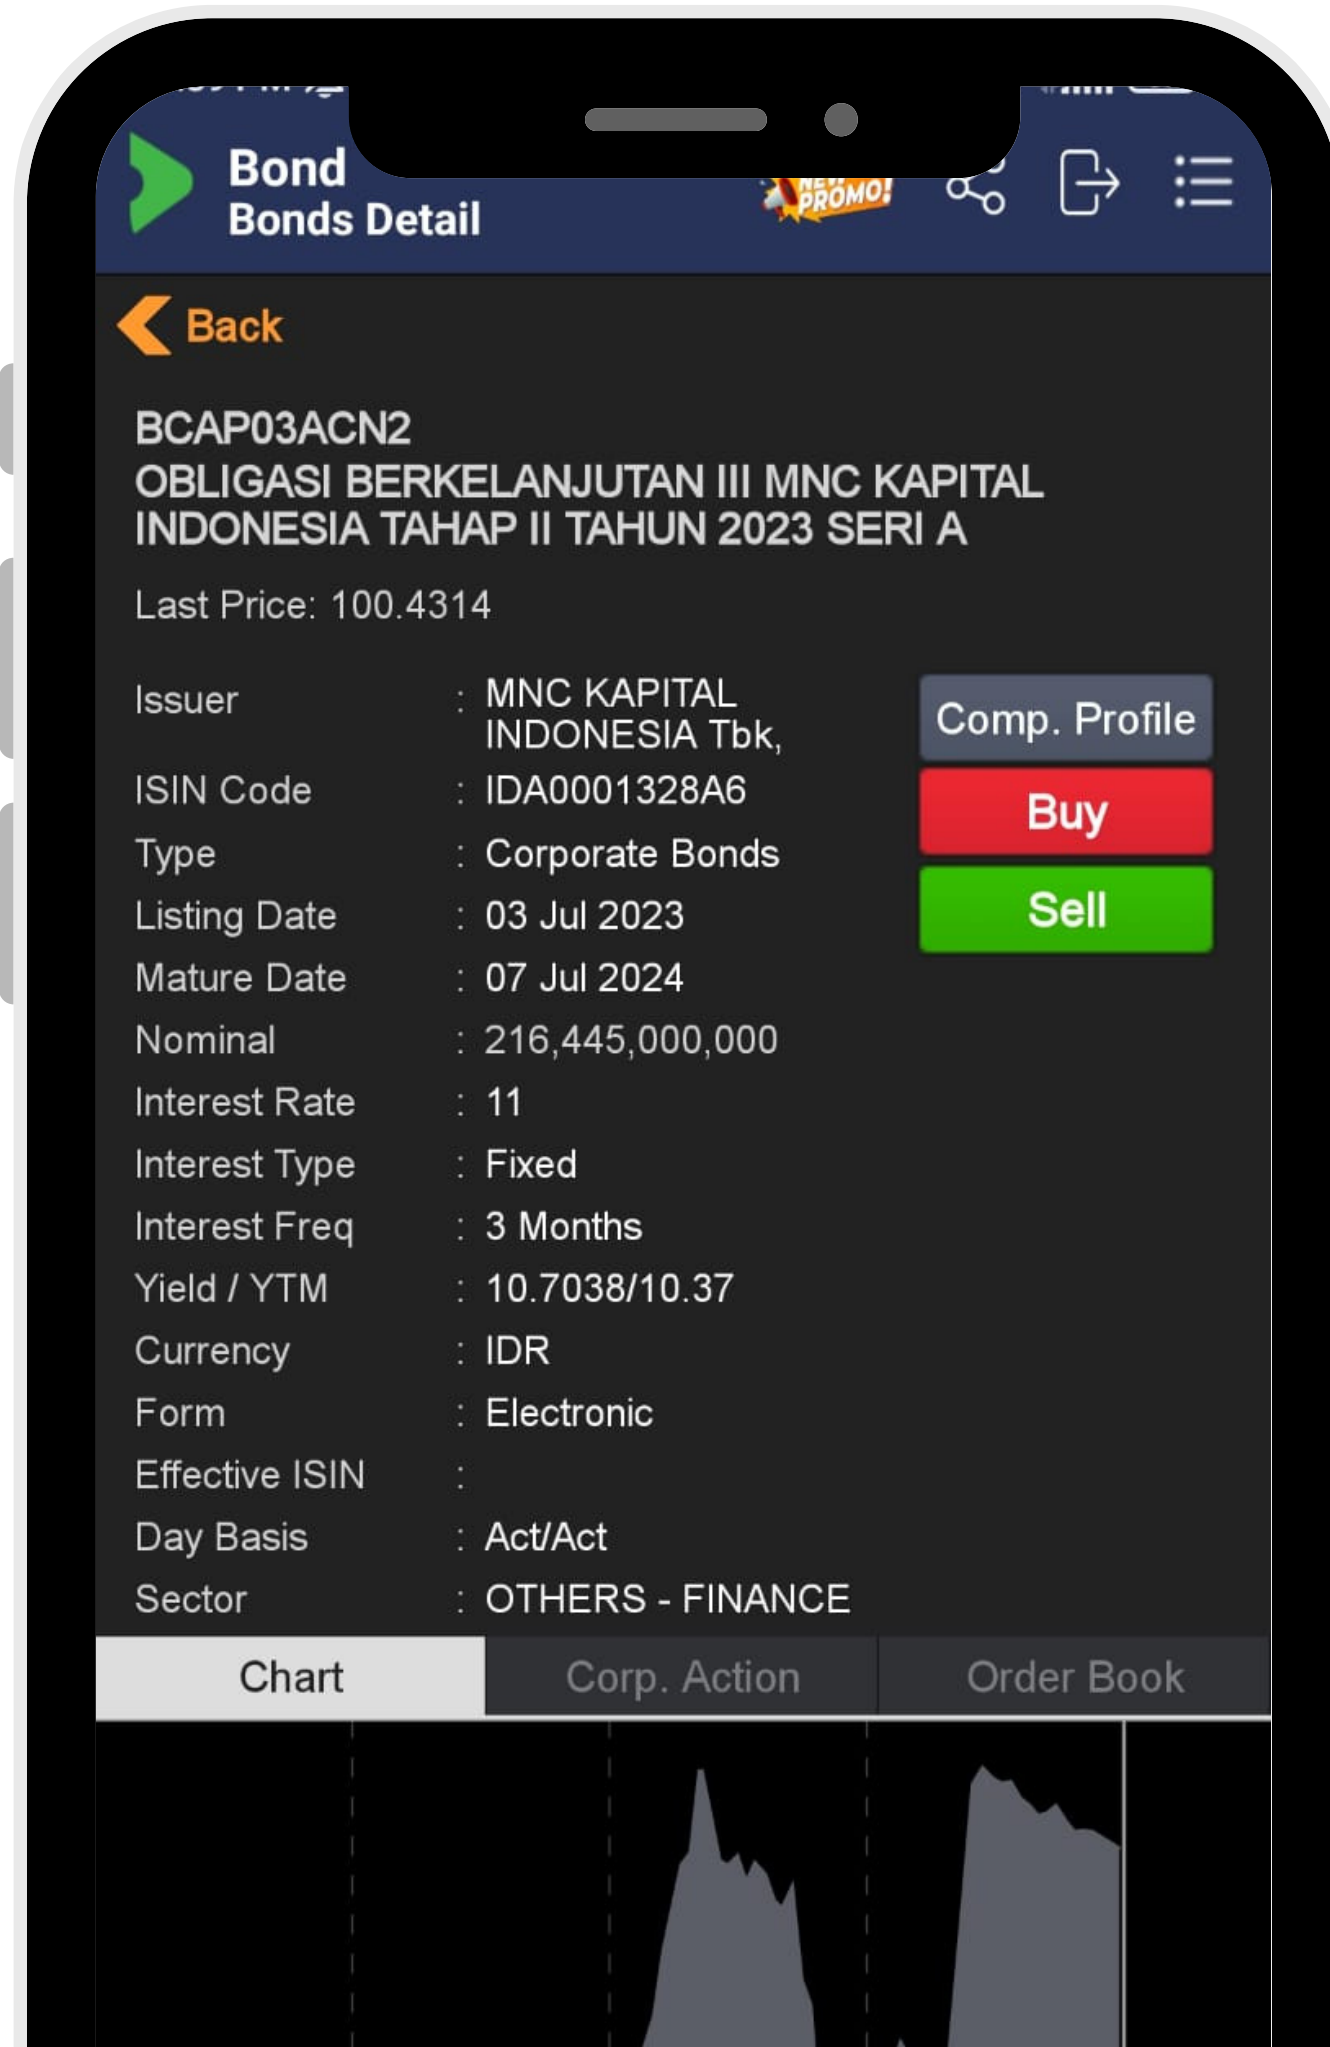 Bond
Bonds Detail
PROMO!
Back
BCAP03ACN2
OBLIGASI BERKELANJUTAN III MNC KAPITAL
INDONESIA TAHAP II TAHUN 2023 SERI A
Last Price: 100.4314
Issuer : MNC KAPITAL
INDONESIA Tbk,
Comp. Profile
ISIN Code : IDA0001328A6
Buy
Type : Corporate Bonds
Listing Date : 03 Jul 2023
Sell
Mature Date : 07 Jul 2024
Nominal : 216,445,000,000
Interest Rate : 11
Interest Type : Fixed
Interest Freq : 3 Months
Yield / YTM : 10.7038/10.37
Currency : IDR
Form : Electronic
Effective ISIN :
Day Basis : Act/Act
Sector : OTHERS - FINANCE
Chart Corp. Action Order Book